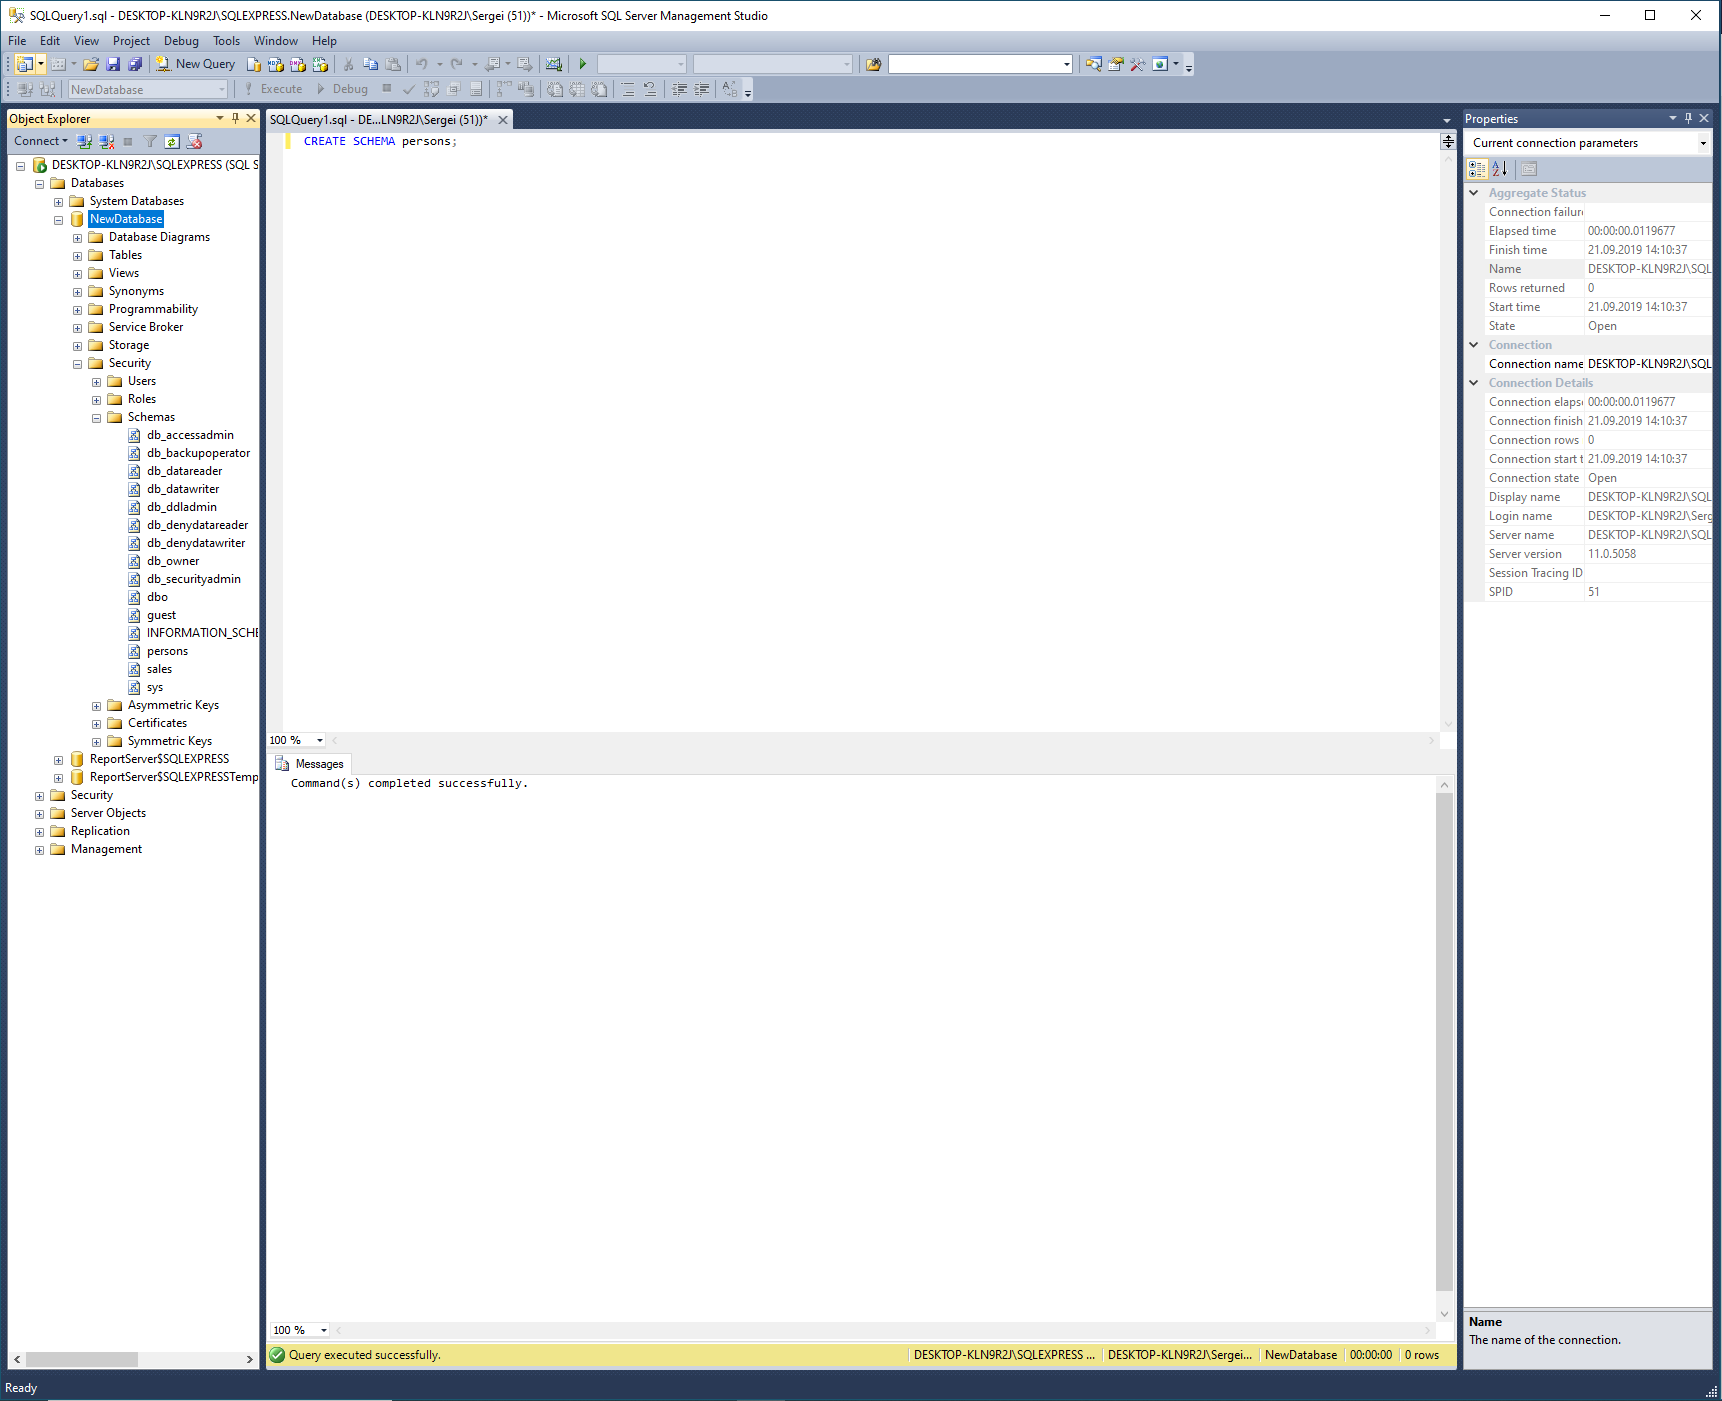 SQLQuery1.sql - DESKTOP-KLN9R2J\SQLEXPRESS.NewDatabase (DESKTOP-KLN9R2J\Sergei (51))* - Microsoft SQL Server Management Studio
File Edit View Project Debug Tools Window Help
New Query
NewDatabase Execute Debug
Object Explorer
Connect
DESKTOP-KLN9R2J\SQLEXPRESS (SQL S
Databases
System Databases
NewDatabase
Database Diagrams
Tables
Views
Synonyms
Programmability
Service Broker
Storage
Security
Users
Roles
Schemas
db_accessadmin
db_backupoperator
db_datareader
db_datawriter
db_ddladmin
db_denydatareader
db_denydatawriter
db_owner
db_securityadmin
dbo
guest
INFORMATION_SCHE
persons
sales
sys
Asymmetric Keys
Certificates
Symmetric Keys
ReportServer$SQLEXPRESS
ReportServer$SQLEXPRESSTemp
Security
Server Objects
Replication
Management
SQLQuery1.sql - DE...LN9R2J\Sergei (51))*
CREATE SCHEMA persons;
100 %
Messages
Command(s) completed successfully.
100 %
Query executed successfully. DESKTOP-KLN9R2J\SQLEXPRESS ... DESKTOP-KLN9R2J\Sergei... NewDatabase 00:00:00 0 rows
Properties
Current connection parameters
Aggregate Status
Connection failur
Elapsed time 00:00:00.0119677
Finish time 21.09.2019 14:10:37
Name DESKTOP-KLN9R2J\SQL
Rows returned 0
Start time 21.09.2019 14:10:37
State Open
Connection
Connection name DESKTOP-KLN9R2J\SQL
Connection Details
Connection elaps 00:00:00.0119677
Connection finish 21.09.2019 14:10:37
Connection rows 0
Connection start t 21.09.2019 14:10:37
Connection state Open
Display name DESKTOP-KLN9R2J\SQL
Login name DESKTOP-KLN9R2J\Serg
Server name DESKTOP-KLN9R2J\SQL
Server version 11.0.5058
Session Tracing ID
SPID 51
Name
The name of the connection.
Ready